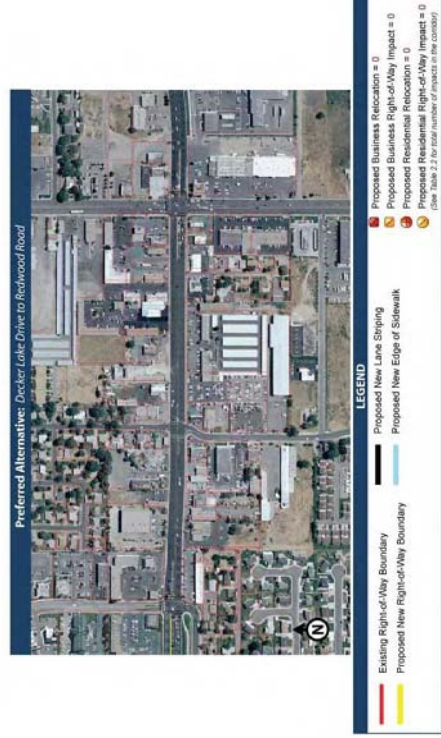 Preferred Alternative: Decker Lake Drive to Redwood Road
N
LEGEND
Existing Right-of-Way Boundary
Proposed New Right-of-Way Boundary
Proposed New Lane Striping
Proposed New Edge of Sidewalk
Proposed Business Relocation = 0
Proposed Business Right-of-Way Impact = 0
Proposed Residential Relocation = 0
Proposed Residential Right-of-Way Impact = 0
(See Table 2.2 for total number of impacts in the corridor)